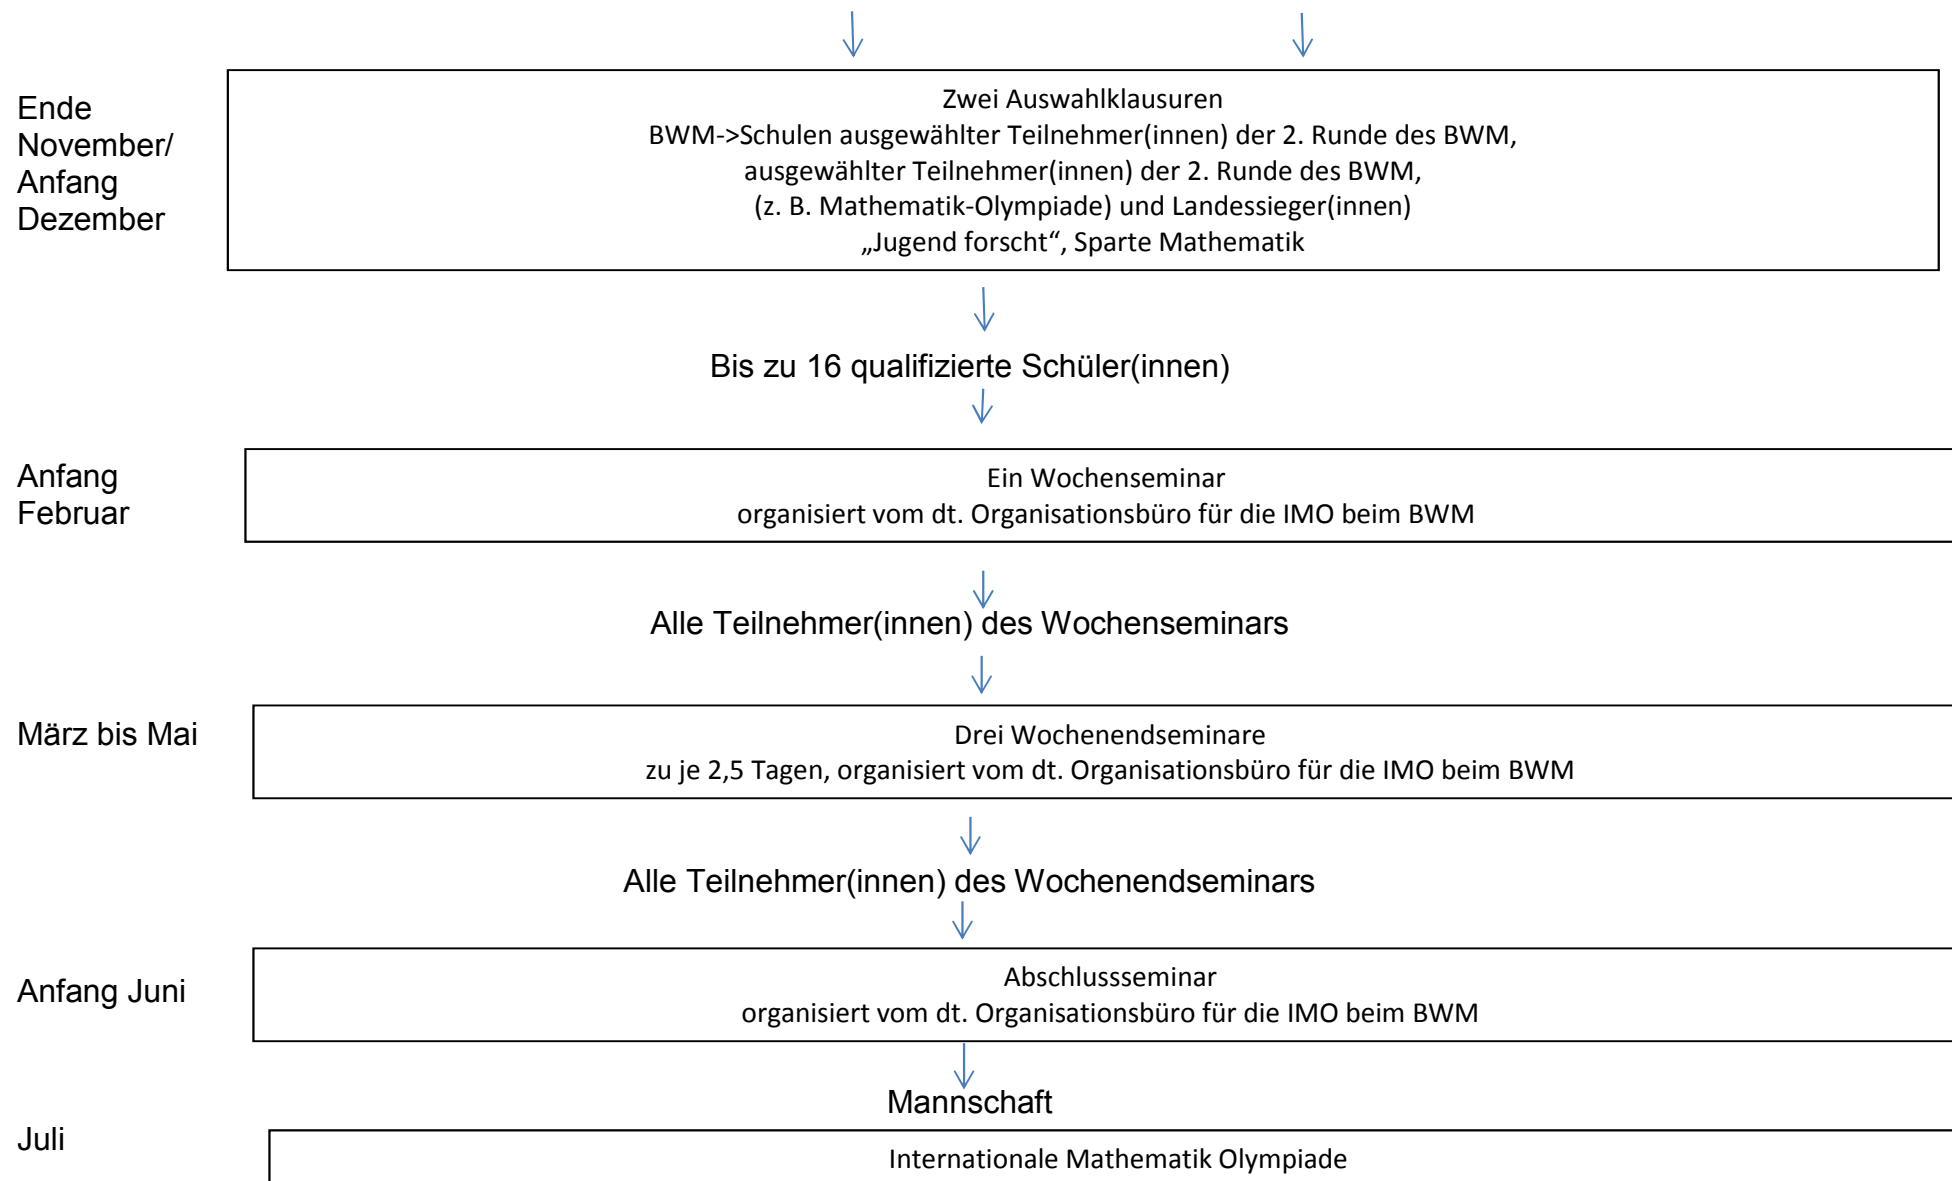 Ende
November/
Anfang
Dezember
Zwei Auswahlklausuren
BWM->Schulen ausgewählter Teilnehmer(innen) der 2. Runde des BWM,
ausgewählter Teilnehmer(innen) der 2. Runde des BWM,
(z. B. Mathematik-Olympiade) und Landessieger(innen)
„Jugend forscht“, Sparte Mathematik
Bis zu 16 qualifizierte Schüler(innen)
Anfang
Februar
Ein Wochenseminar
organisiert vom dt. Organisationsbüro für die IMO beim BWM
Alle Teilnehmer(innen) des Wochenseminars
März bis Mai
Drei Wochenendseminare
zu je 2,5 Tagen, organisiert vom dt. Organisationsbüro für die IMO beim BWM
Alle Teilnehmer(innen) des Wochenendseminars
Anfang Juni
Abschlussseminar
organisiert vom dt. Organisationsbüro für die IMO beim BWM
Mannschaft
Juli
Internationale Mathematik Olympiade